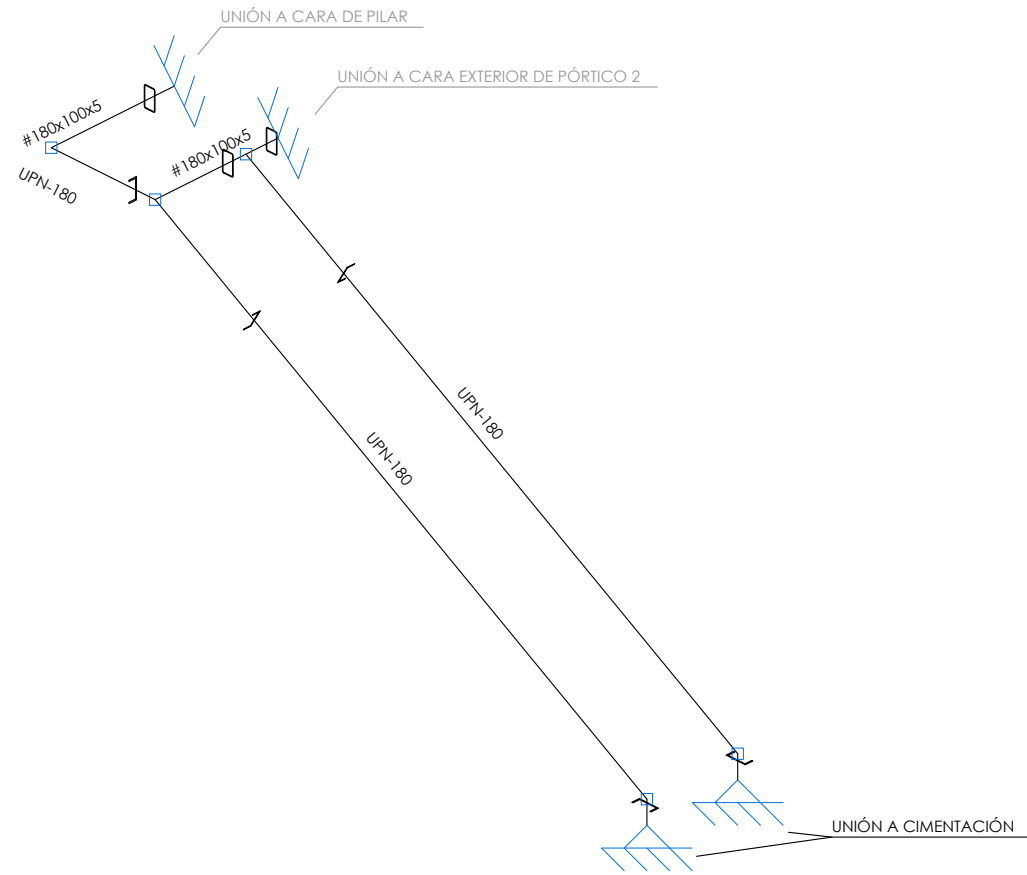 UNIÓN A CARA DE PILAR
UNIÓN A CARA EXTERIOR DE PÓRTICO 2
#180x100x5
#180x100x5
UPN-180
UPN-180
UPN-180
UNIÓN A CIMENTACIÓN